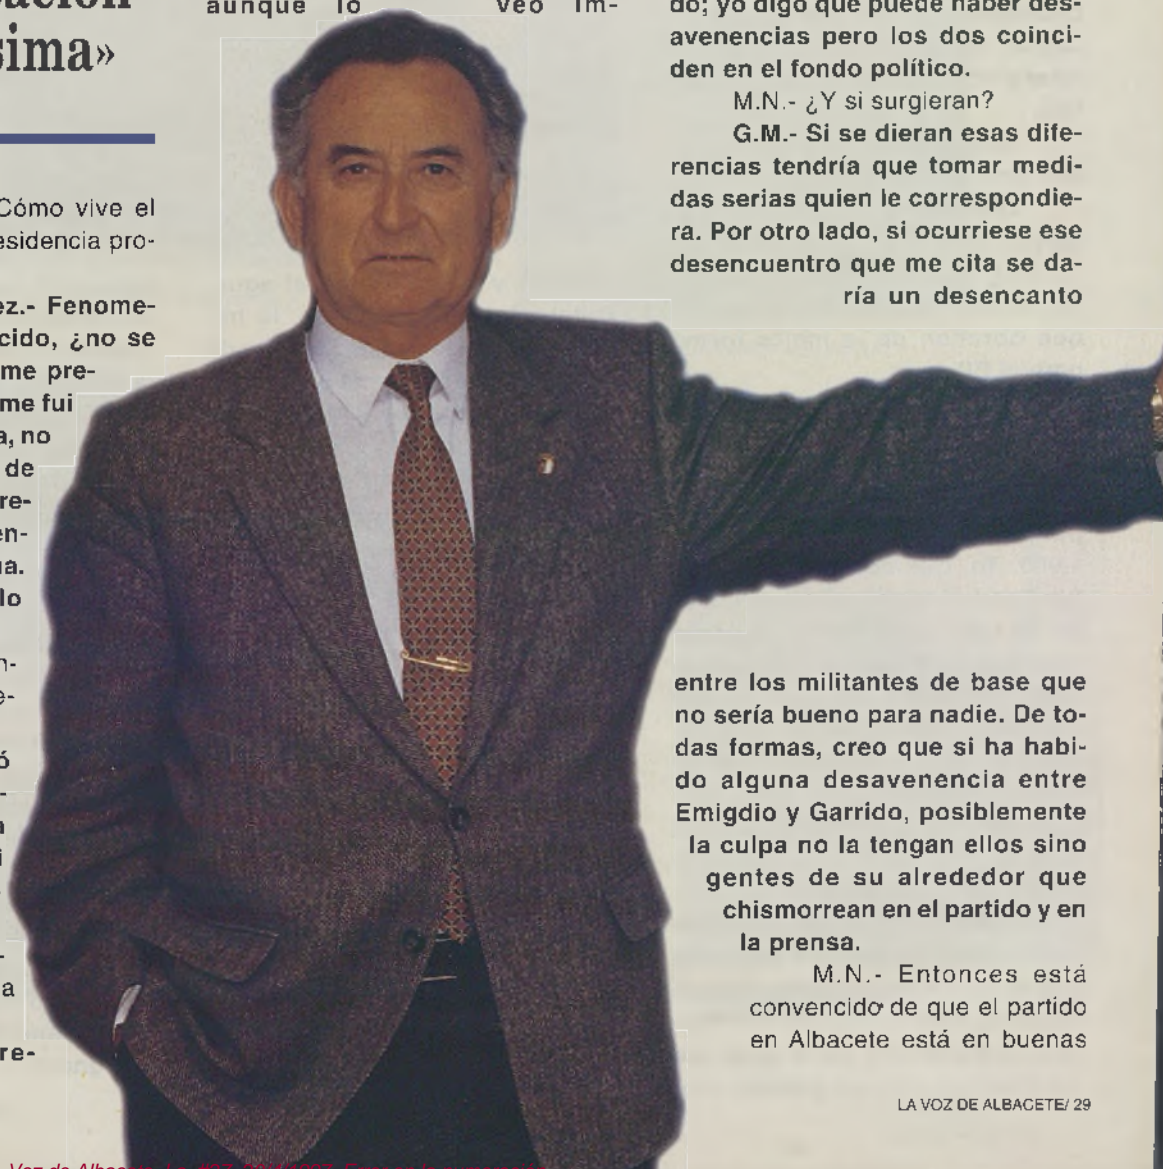 sima»
Cómo vive el
esidencia pro-
ez.- Fenome-
cido, ¿no se
me pre-
me fui
a, no
de
re-
en-
a.
lo
n-
e-
ó
a
i
a
re-
aunque lo veo im-
do; yo digo que puede haber des-
avenencias pero los dos coinci-
den en el fondo político.
M.N.- ¿Y si surgieran?
G.M.- Si se dieran esas dife-
rencias tendría que tomar medi-
das serias quien le correspondie-
ra. Por otro lado, si ocurriese ese
desencuentro que me cita se da-
ría un desencanto
entre los militantes de base que
no sería bueno para nadie. De to-
das formas, creo que si ha habi-
do alguna desavenencia entre
Emigdio y Garrido, posiblemente
la culpa no la tengan ellos sino
gentes de su alrededor que
chismorrean en el partido y en
la prensa.
M.N.- Entonces está
convencido de que el partido
en Albacete está en buenas
LA VOZ DE ALBACETE/ 29